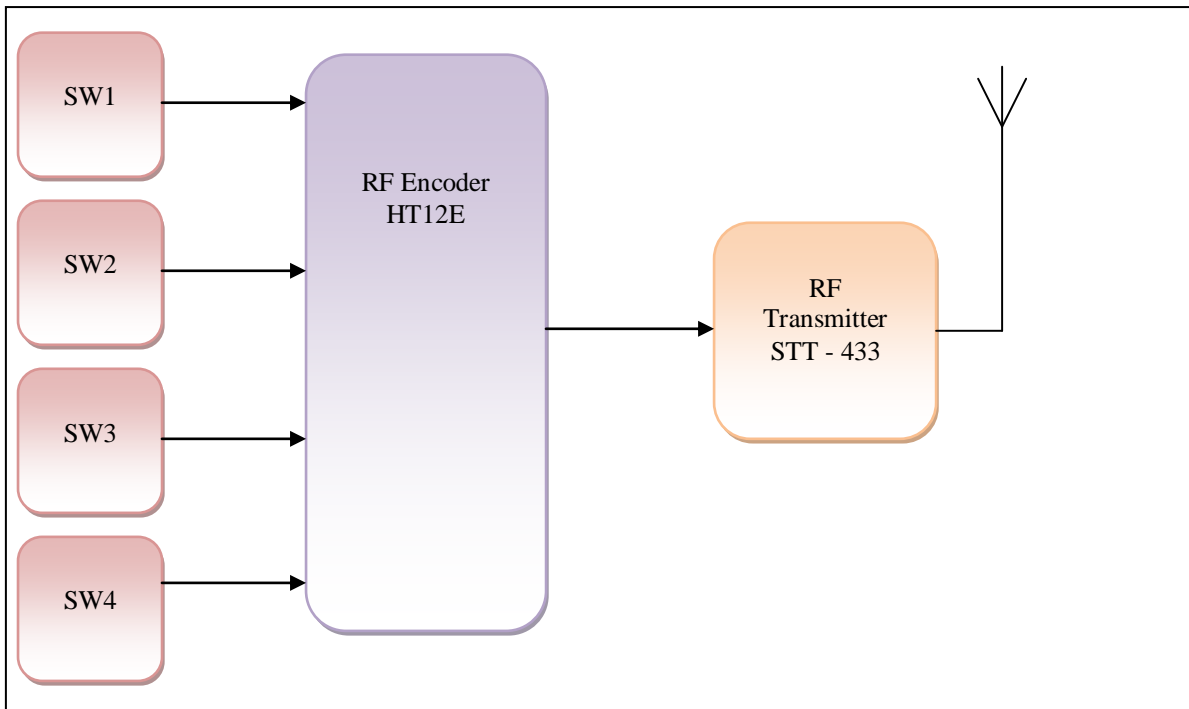 SW1
SW2
SW3
SW4
RF Encoder
HT12E
RF
Transmitter
STT - 433